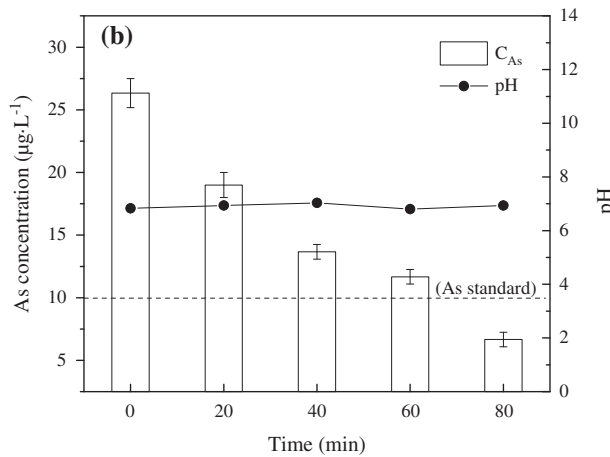 (b)
C_As
pH
As concentration (µg·L⁻¹)
30
25
20
15
10
5
14
12
10
8
6
4
2
0
pH
(As standard)
0 20 40 60 80
Time (min)